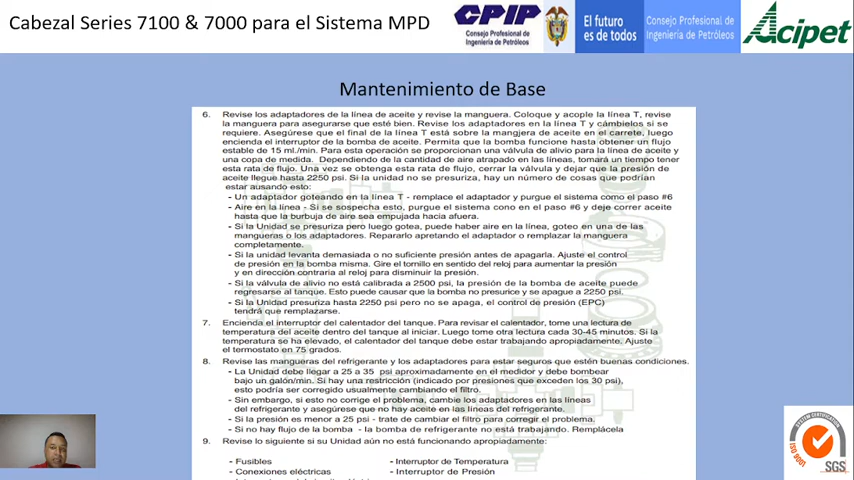 Cabezal Series 7100 & 7000 para el Sistema MPD
CPIP
Consejo Profesional de
Ingeniería de Petróleos
El futuro
es de todos
Consejo Profesional de
Ingeniería de Petróleos
Acipet
Mantenimiento de Base
6. Revise los adaptadores de la línea de aceite y revise la manguera. Coloque y acople la línea T, revise
la manguera para asegurarse que esté bien. Revise los adaptadores en la línea T y cámbielos si se
requiere. Asegúrese que el final de la línea T está sobre la mangjera de aceite en el carrete, luego
encienda el interruptor de la bomba de aceite. Permita que la bomba funcione hasta obtener un flujo
estable de 15 ml./min. Para esta operación se proporcionan una válvula de alivio para la línea de aceite y
una copa de medida. Dependiendo de la cantidad de aire atrapado en las líneas, tomará un tiempo tener
esta rata de flujo. Una vez se obtenga esta rata de flujo, cerrar la válvula y dejar que la presión de
aceite llegue hasta 2250 psi. Si la unidad no se presuriza, hay un número de cosas que podrían
estar ausando esto:
- Un adaptador goteando en la línea T - remplace el adaptador y purgue el sistema como el paso #6
- Aire en la línea - Si se sospecha esto, purgue el sistema cono en el paso #6 y deje correr aceite
hasta que la burbuja de aire sea empujada hacia afuera.
- Si la Unidad se presuriza pero luego gotea, puede haber aire en la línea, goteo en una de las
mangueras o los adaptadores. Repararlo apretando el adaptador o remplazar la manguera
completamente.
- Si la unidad levanta demasiada o no suficiente presión antes de apagarla. Ajuste el control
de presión en la bomba misma. Gire el tornillo en sentido del reloj para aumentar la presión
y en dirección contraria al reloj para disminuir la presión.
- Si la válvula de alivio no está calibrada a 2500 psi, la presión de la bomba de aceite puede
regresarse al tanque. Esto puede causar que la bomba no presurice y se apague a 2250 psi.
- Si la Unidad presuriza hasta 2250 psi pero no se apaga, el control de presión (EPC)
tendrá que remplazarse.
7. Encienda el interruptor del calentador del tanque. Para revisar el calentador, tome una lectura de
temperatura del aceite dentro del tanque al iniciar. Luego tome otra lectura cada 30-45 minutos. Si la
temperatura se ha elevado, el calentador del tanque debe estar trabajando apropiadamente. Ajuste
el termostato en 75 grados.
8. Revise las mangueras del refrigerante y los adaptadores para estar seguros que estén buenas condiciones.
- La Unidad debe llegar a 25 a 35 psi aproximadamente en el medidor y debe bombear
bajo un galón/min. Si hay una restricción (indicado por presiones que exceden los 30 psi),
esto podría ser corregido usualmente cambiando el filtro.
- Sin embargo, si esto no corrige el problema, cambie los adaptadores en las líneas
del refrigerante y asegúrese que no hay aceite en las líneas del refrigerante.
- Si la presión es menor a 25 psi - trate de cambiar el filtro para corregir el problema.
- Si no hay flujo de la bomba - la bomba de refrigerante no está trabajando. Remplácela
9. Revise lo siguiente si su Unidad aún no está funcionando apropiadamente:
- Fusibles - Interruptor de Temperatura
- Conexiones eléctricas - Interruptor de Presión
SYSTEM CERTIFICATION
ISO 9001
SGS